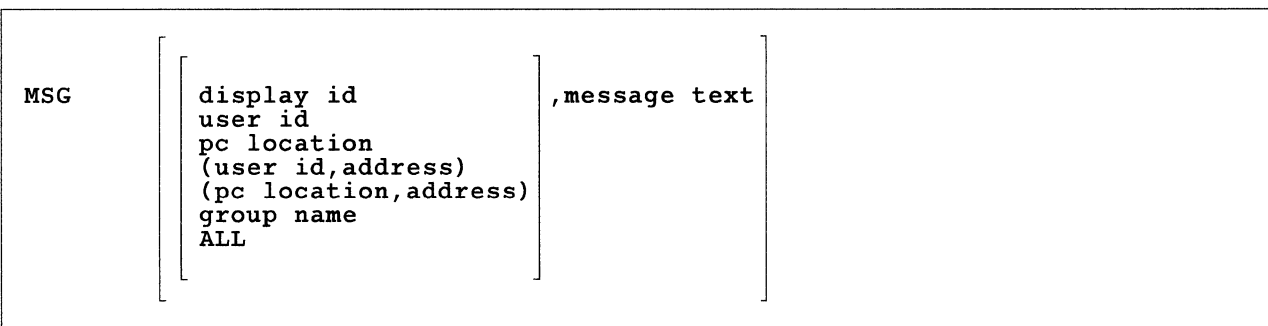 MSG display id ,message text
user id
pc location
(user id,address)
(pc location,address)
group name
ALL